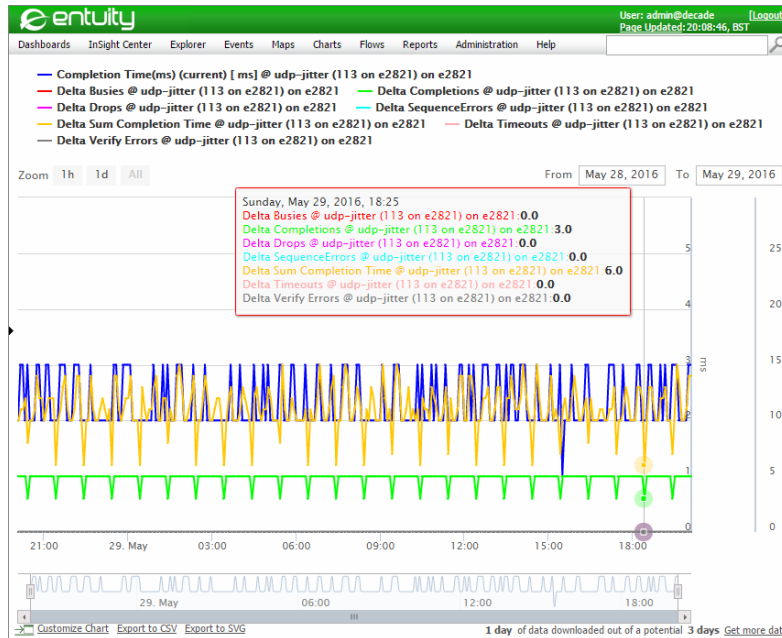 entuity
User: admin@decade [Logout
Page Updated:20:08:46, BST
Dashboards InSight Center Explorer Events Maps Charts Flows Reports Administration Help
Completion Time(ms) (current) [ ms] @ udp-jitter (113 on e2821) on e2821
Delta Busies @ udp-jitter (113 on e2821) on e2821 Delta Completions @ udp-jitter (113 on e2821) on e2821
Delta Drops @ udp-jitter (113 on e2821) on e2821 Delta SequenceErrors @ udp-jitter (113 on e2821) on e2821
Delta Sum Completion Time @ udp-jitter (113 on e2821) on e2821 Delta Timeouts @ udp-jitter (113 on e2821) on e2821
Delta Verify Errors @ udp-jitter (113 on e2821) on e2821
Zoom 1h 1d All From May 28, 2016 To May 29, 2016
Sunday, May 29, 2016, 18:25
Delta Busies @ udp-jitter (113 on e2821) on e2821:0.0
Delta Completions @ udp-jitter (113 on e2821) on e2821:3.0
Delta Drops @ udp-jitter (113 on e2821) on e2821:0.0
Delta SequenceErrors @ udp-jitter (113 on e2821) on e2821:0.0
Delta Sum Completion Time @ udp-jitter (113 on e2821) on e2821:6.0
Delta Timeouts @ udp-jitter (113 on e2821) on e2821:0.0
Delta Verify Errors @ udp-jitter (113 on e2821) on e2821:0.0
5 25
4 20
3 15
ms
2 10
1 5
0 0
21:00 29. May 03:00 06:00 09:00 12:00 15:00 18:00
29. May 06:00 12:00 18:00
Customize Chart Export to CSV Export to SVG 1 day of data downloaded out of a potential 3 days Get more dat